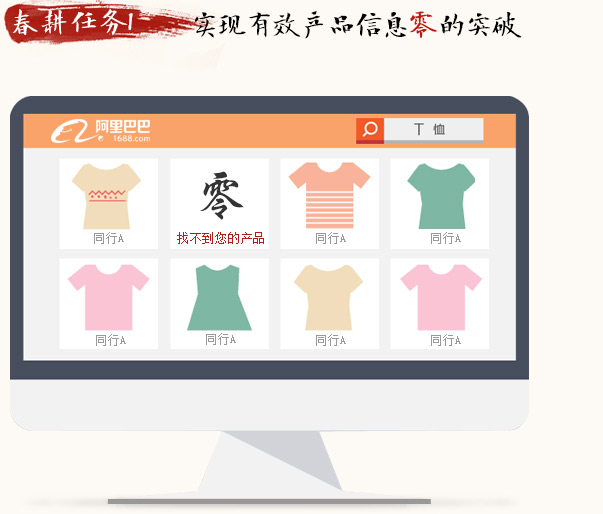 春耕任务1 实现有效产品信息零的突破
阿里巴巴
1688.com
T 恤
零
同行A 找不到您的产品 同行A 同行A
同行A 同行A 同行A 同行A